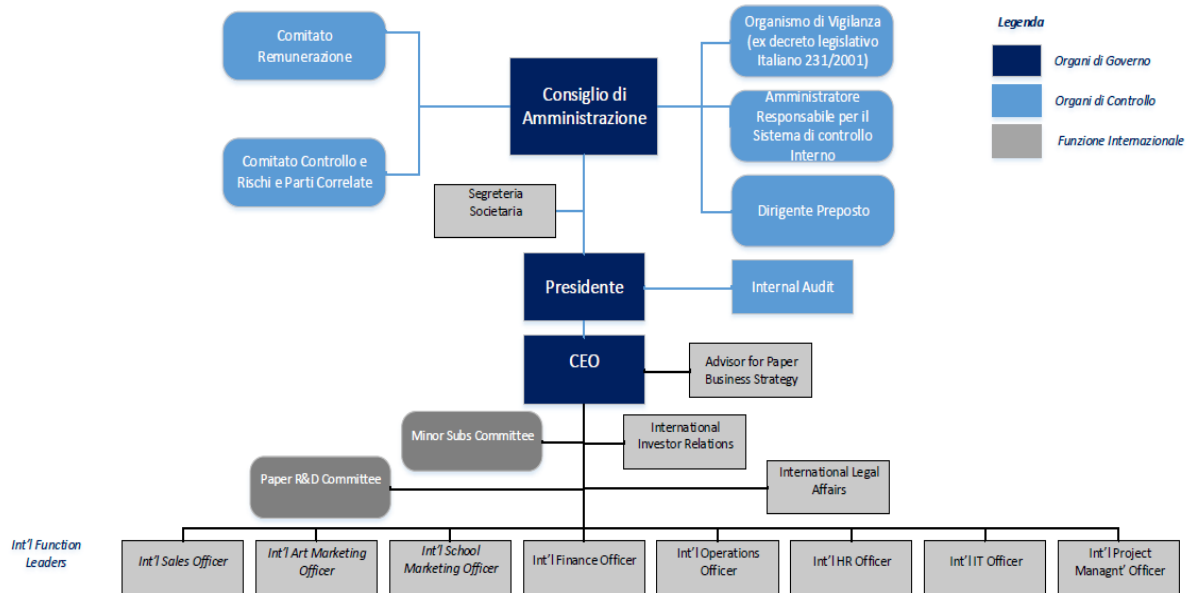 Comitato
Remunerazione
Comitato Controllo e
Rischi e Parti Correlate
Consiglio di
Amministrazione
Organismo di Vigilanza
(ex decreto legislativo
Italiano 231/2001)
Amministratore
Responsabile per il
Sistema di controllo
Interno
Dirigente Preposto
Legenda
Organi di Governo
Organi di Controllo
Funzione Internazionale
Segreteria
Societaria
Presidente
Internal Audit
CEO
Advisor for Paper
Business Strategy
Minor Subs Committee
International
Investor Relations
Paper R&D Committee
International Legal
Affairs
Int'l Function
Leaders
Int'l Sales Officer
Int'l Art Marketing
Officer
Int'l School
Marketing Officer
Int'l Finance Officer
Int'l Operations
Officer
Int'l HR Officer
Int'l IT Officer
Int'l Project
Managnt' Officer